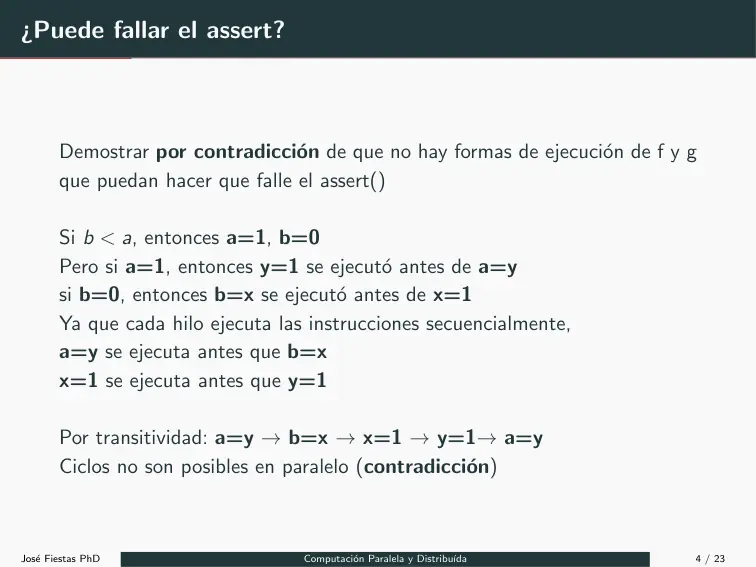 ¿Puede fallar el assert?
Demostrar por contradicción de que no hay formas de ejecución de f y g
que puedan hacer que falle el assert()
Si b < a, entonces a=1, b=0
Pero si a=1, entonces y=1 se ejecutó antes de a=y
si b=0, entonces b=x se ejecutó antes de x=1
Ya que cada hilo ejecuta las instrucciones secuencialmente,
a=y se ejecuta antes que b=x
x=1 se ejecuta antes que y=1
Por transitividad: a=y → b=x → x=1 → y=1→ a=y
Ciclos no son posibles en paralelo (contradicción)
José Fiestas PhD
Computación Paralela y Distribuída
4 / 23